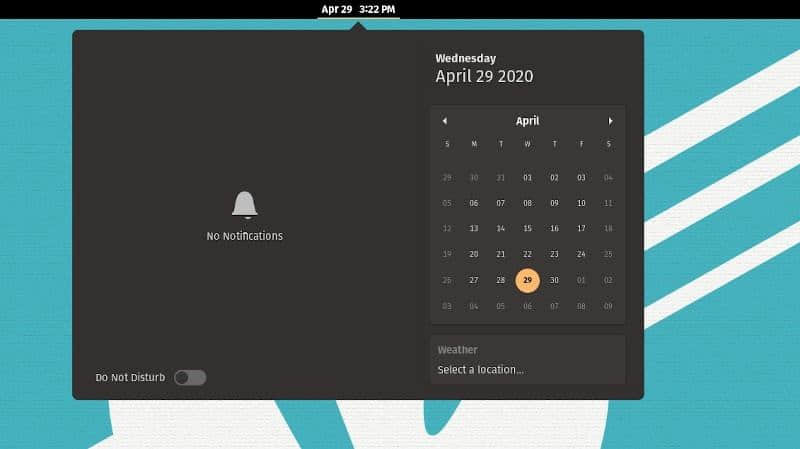 Apr 29 3:22 PM
Wednesday
April 29 2020
April
S M T W T F S
29 30 31 01 02 03 04
05 06 07 08 09 10 11
12 13 14 15 16 17 18
19 20 21 22 23 24 25
26 27 28 29 30 01 02
03 04 05 06 07 08 09
No Notifications
Weather
Select a location...
Do Not Disturb